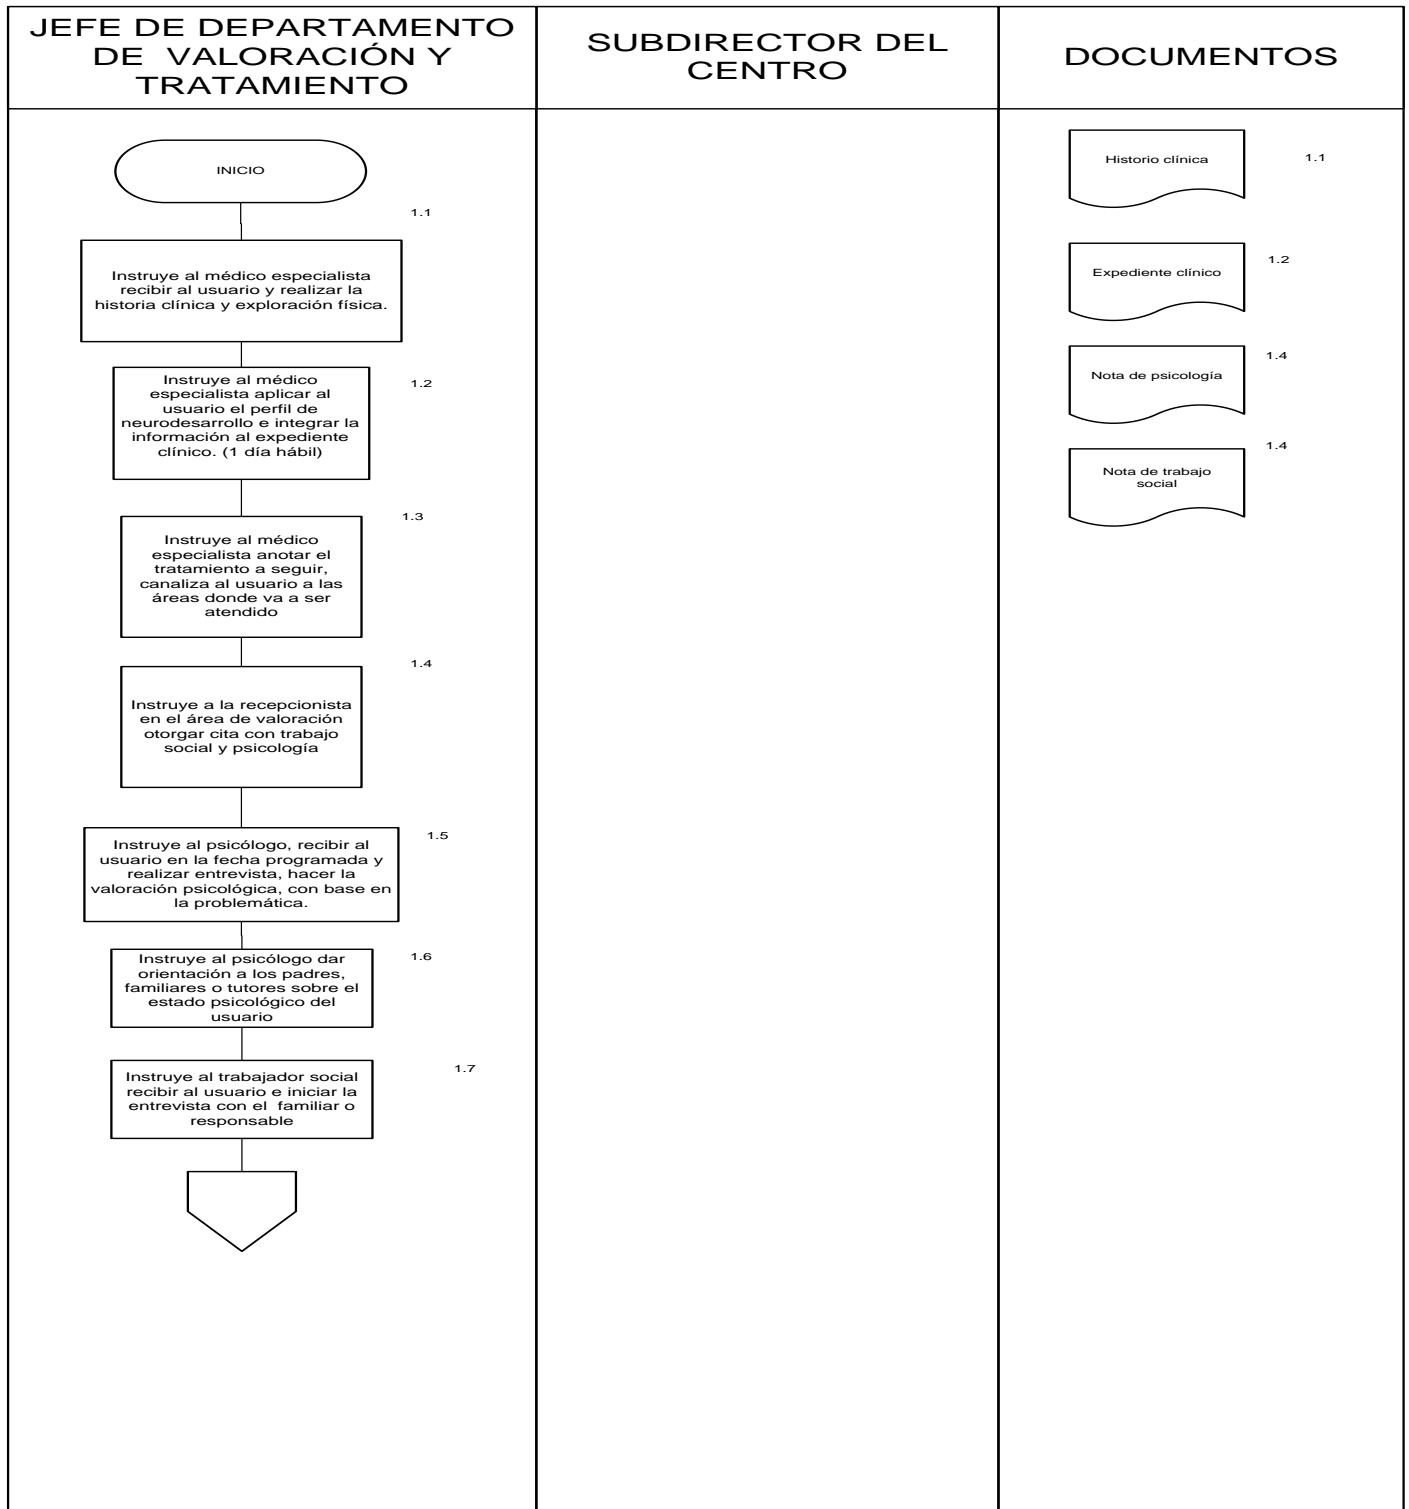 JEFE DE DEPARTAMENTO
DE VALORACIÓN Y
TRATAMIENTO
SUBDIRECTOR DEL
CENTRO
DOCUMENTOS
INICIO
1.1
Instruye al médico especialista
recibir al usuario y realizar la
historia clínica y exploración física.
1.2
Instruye al médico
especialista aplicar al
usuario el perfil de
neurodesarrollo e integrar la
información al expediente
clínico. (1 día hábil)
1.3
Instruye al médico
especialista anotar el
tratamiento a seguir,
canaliza al usuario a las
áreas donde va a ser
atendido
1.4
Instruye a la recepcionista
en el área de valoración
otorgar cita con trabajo
social y psicología
1.5
Instruye al psicólogo, recibir al
usuario en la fecha programada y
realizar entrevista, hacer la
valoración psicológica, con base en
la problemática.
1.6
Instruye al psicólogo dar
orientación a los padres,
familiares o tutores sobre el
estado psicológico del
usuario
1.7
Instruye al trabajador social
recibir al usuario e iniciar la
entrevista con el familiar o
responsable
Historio clínica
1.1
Expediente clínico
1.2
Nota de psicología
1.4
Nota de trabajo
social
1.4